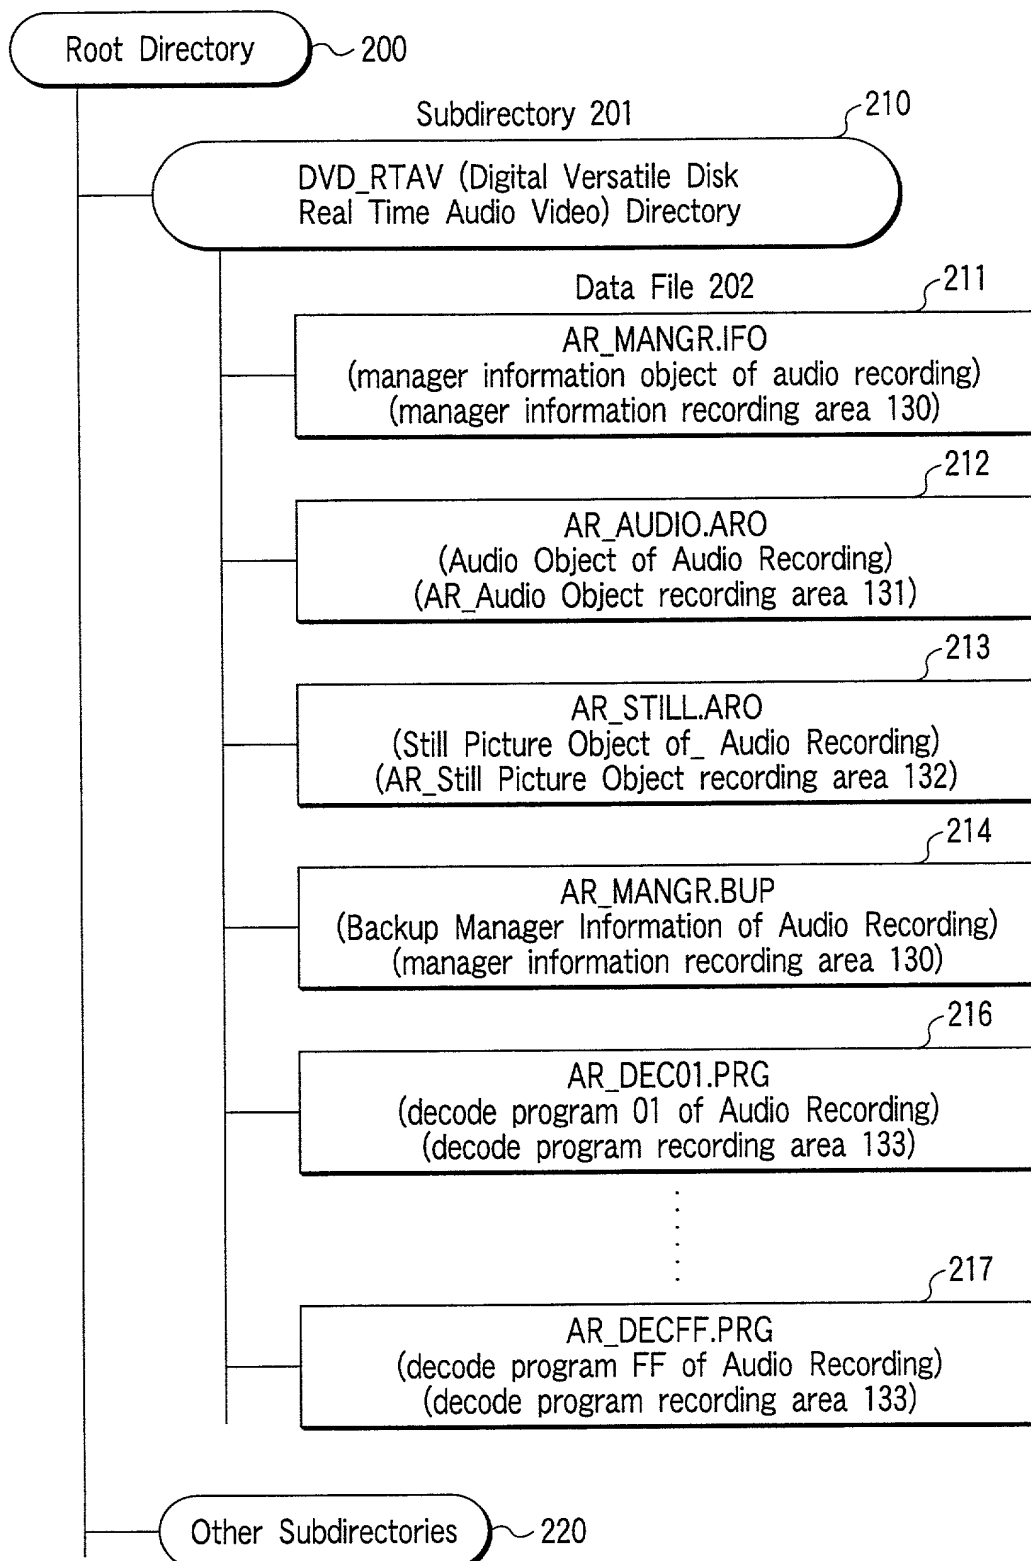 Root Directory
200
Subdirectory 201
210
DVD_RTAV (Digital Versatile Disk
Real Time Audio Video) Directory
Data File 202
211
AR_MANGR.IFO
(manager information object of audio recording)
(manager information recording area 130)
212
AR_AUDIO.ARO
(Audio Object of Audio Recording)
(AR_Audio Object recording area 131)
213
AR_STILL.ARO
(Still Picture Object of_ Audio Recording)
(AR_Still Picture Object recording area 132)
214
AR_MANGR.BUP
(Backup Manager Information of Audio Recording)
(manager information recording area 130)
216
AR_DEC01.PRG
(decode program 01 of Audio Recording)
(decode program recording area 133)
217
AR_DECFF.PRG
(decode program FF of Audio Recording)
(decode program recording area 133)
Other Subdirectories
220